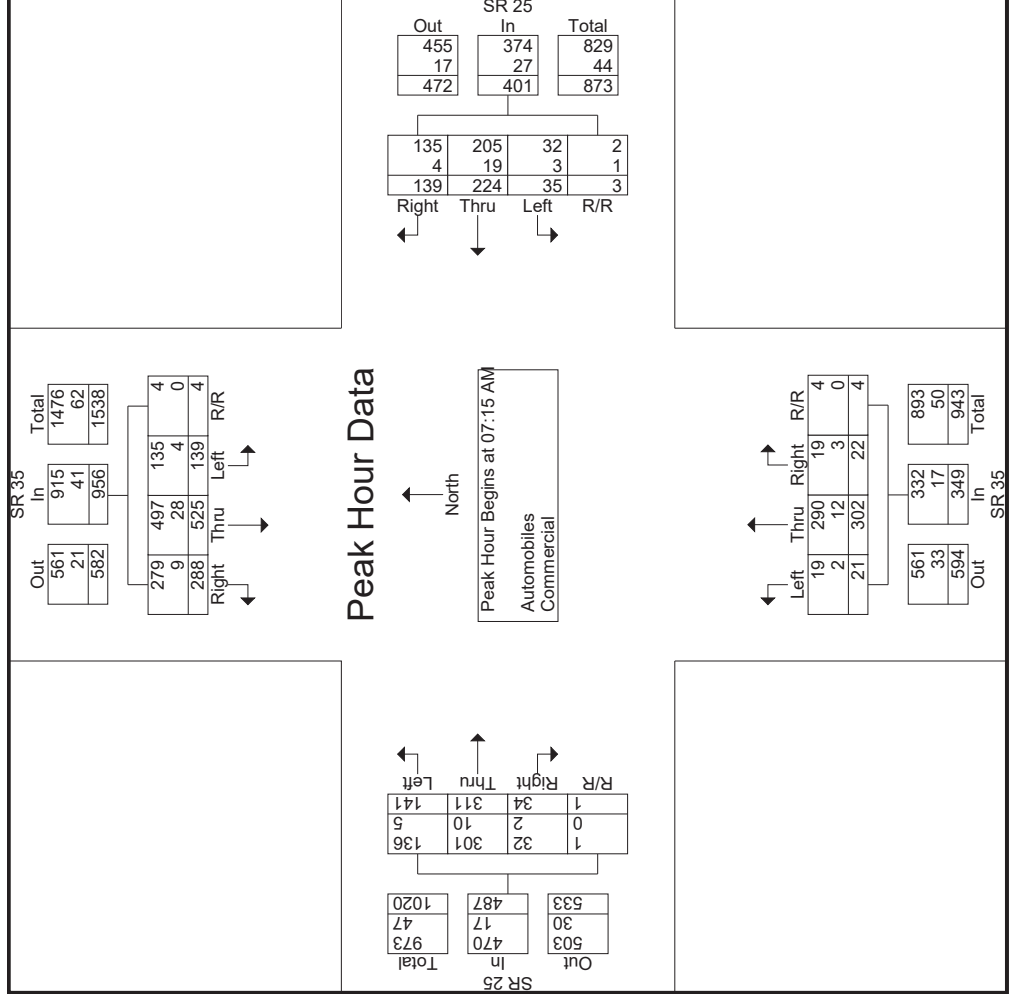 SR 25
Out In Total
455 374 829
17 27 44
472 401 873
135 205 32 2
4 19 3 1
139 224 35 3
Right Thru Left R/R
SR 35
Out In Total
561 915 1476
21 41 62
582 956 1538
279 497 135 4
9 28 4 0
288 525 139 4
Right Thru Left R/R
Peak Hour Data
North
Peak Hour Begins at 07:15 AM
Automobiles
Commercial
Left Thru Right R/R
19 290 19 4
2 12 3 0
21 302 22 4
561 332 893
33 17 50
594 349 943
Out In Total
SR 35
Left Thru Right R/R
141 311 34 1
5 10 2 0
136 301 32 1
1020 487 533
47 17 30
973 470 503
Total In Out
SR 25